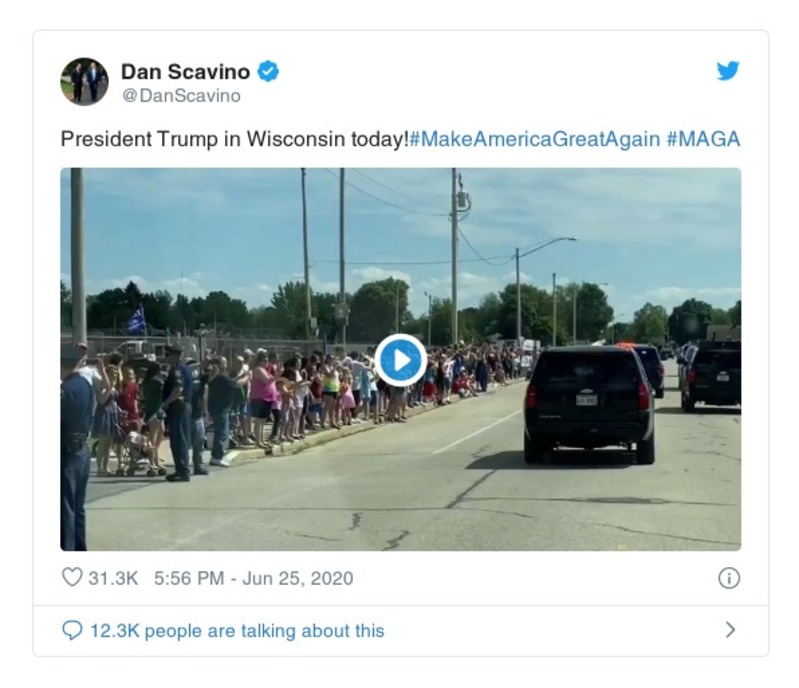 Dan Scavino
@DanScavino
President Trump in Wisconsin today!#MakeAmericaGreatAgain #MAGA
31.3K 5:56 PM - Jun 25, 2020
12.3K people are talking about this